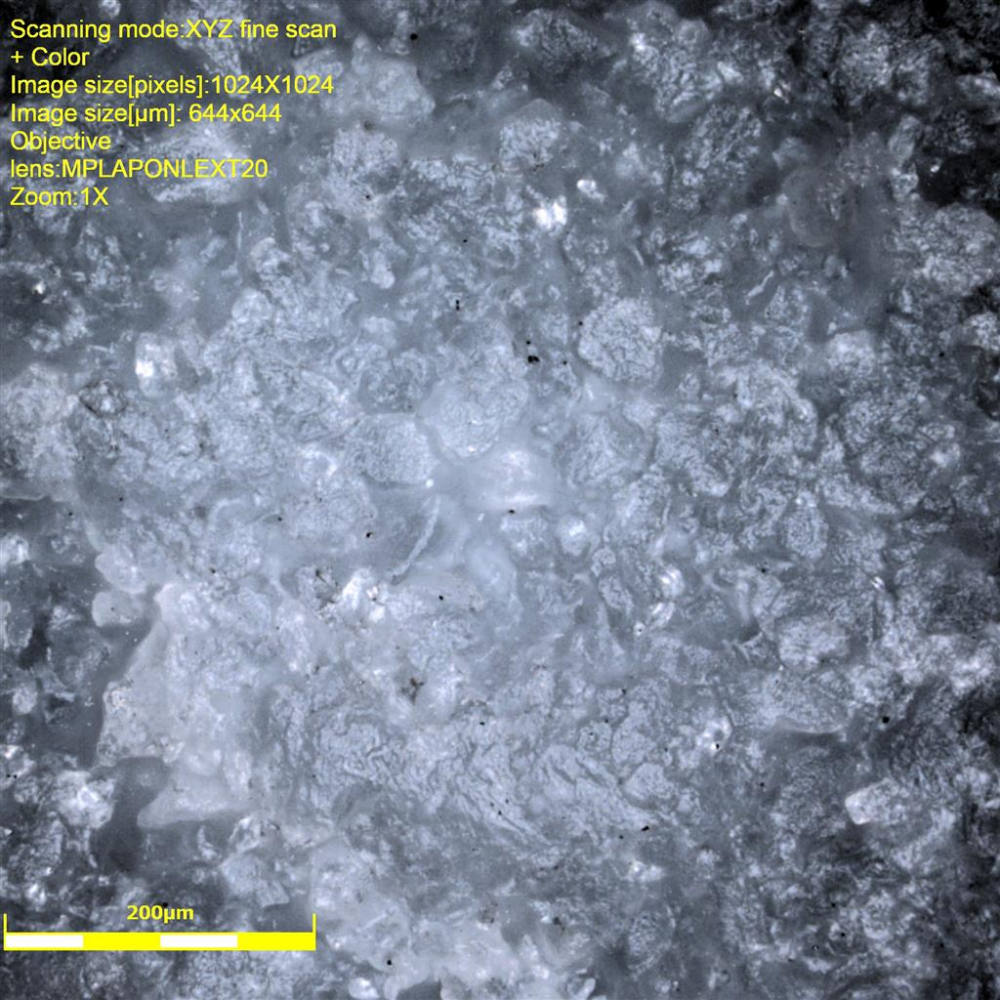 Scanning mode:XYZ fine scan
+ Color
Image size[pixels]:1024X1024
Image size[µm]: 644x644
Objective
lens:MPLAPONLEXT20
Zoom:1X
200µm